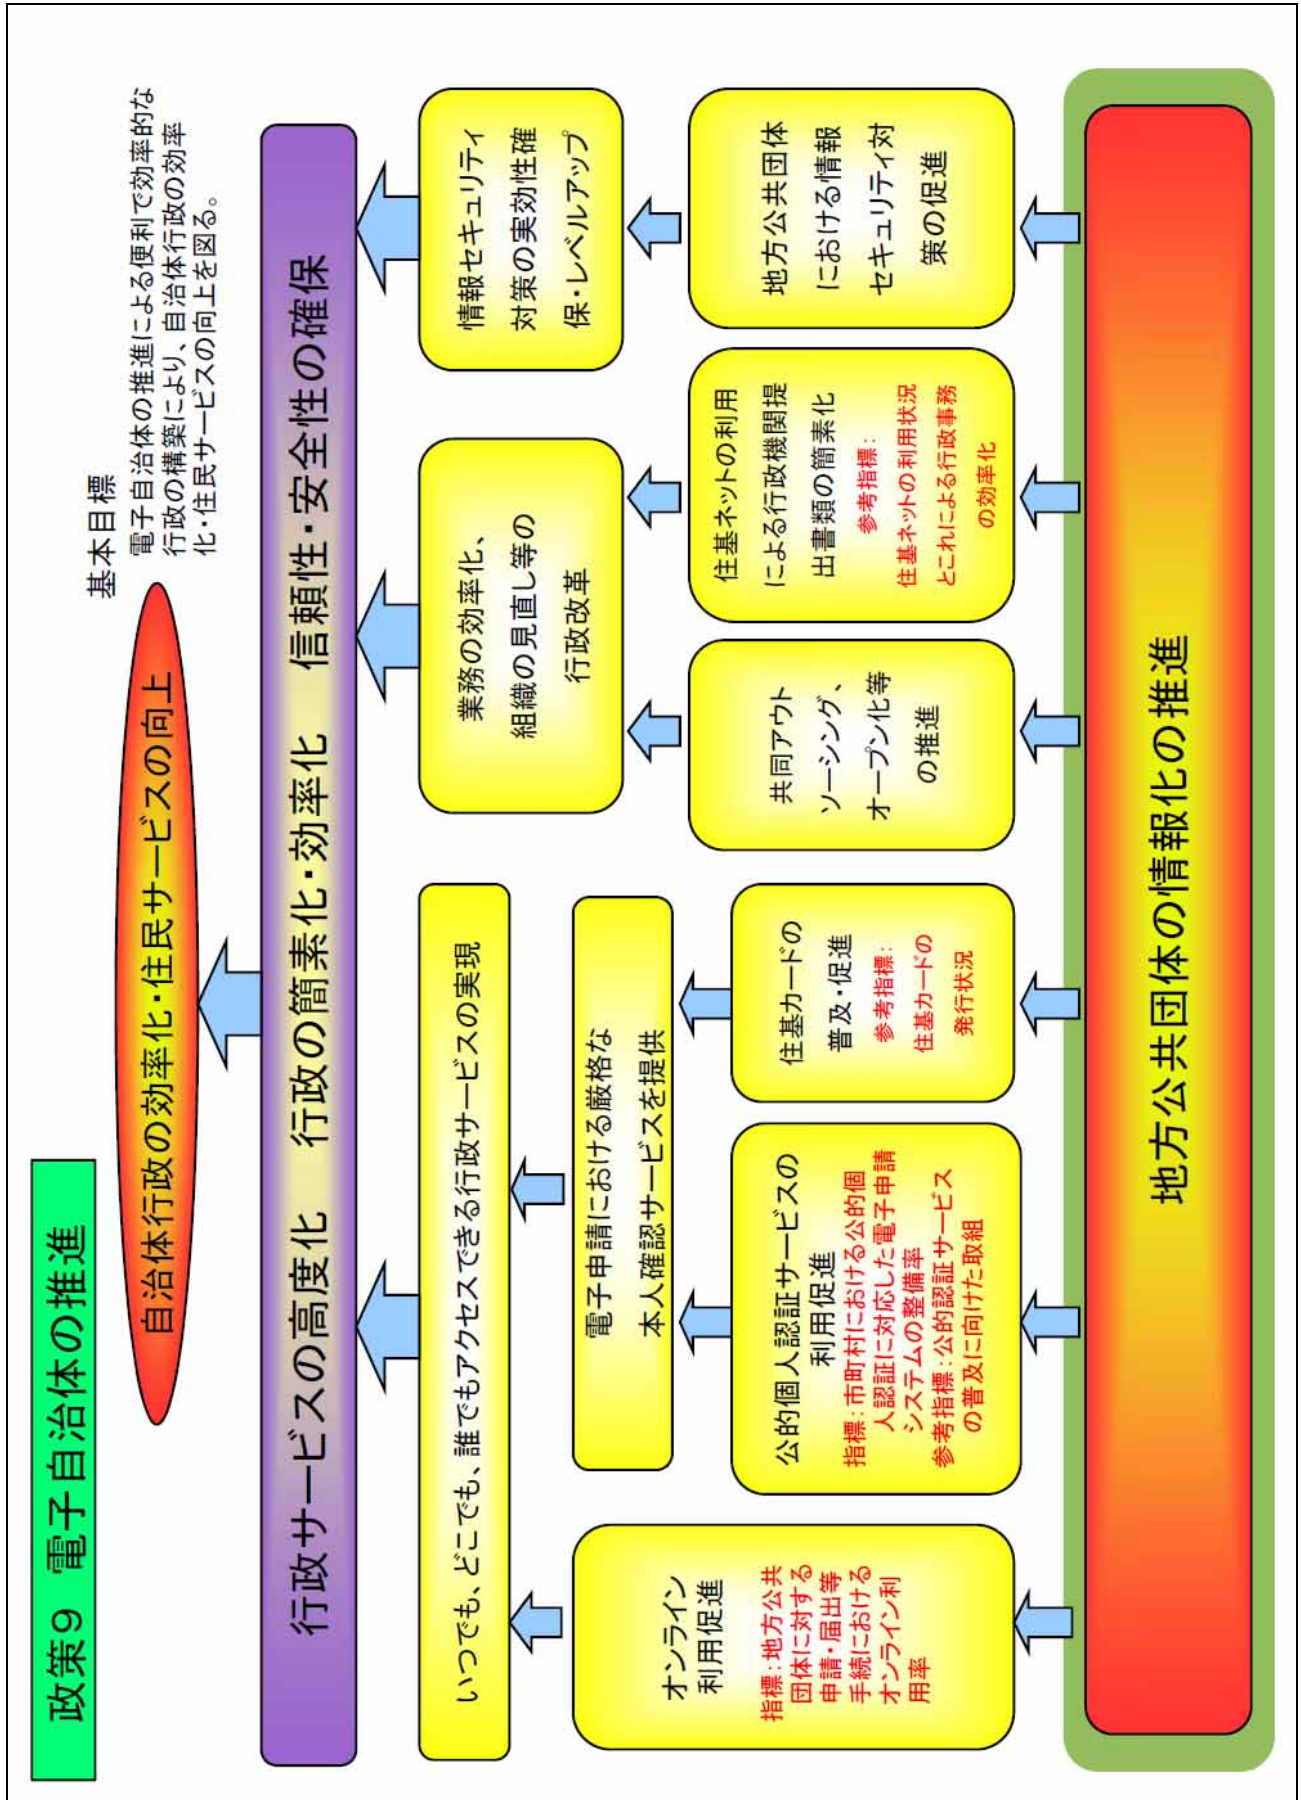 政策９　電子自治体の推進
自治体行政の効率化・住民サービスの向上
基本目標
電子自治体の推進による便利で効率的な
行政の構築により、自治体行政の効率
化・住民サービスの向上を図る。
行政サービスの高度化　行政の簡素化・効率化　信頼性・安全性の確保
いつでも、どこでも、誰でもアクセスできる行政サービスの実現
業務の効率化、
組織の見直し等の
行政改革
情報セキュリティ
対策の実効性確
保・レベルアップ
電子申請における厳格な
本人確認サービスを提供
オンライン
利用促進
指標：地方公共
団体に対する
申請・届出等
手続における
オンライン利
用率
公的個人認証サービスの
利用促進
指標：市町村における公的個
人認証に対応した電子申請
システムの整備率
参考指標：公的認証サービス
の普及に向けた取組
住基カードの
普及・促進
参考指標：
住基カードの
発行状況
共同アウト
ソーシング、
オープン化等
の推進
住基ネットの利用
による行政機関提
出書類の簡素化
参考指標：
住基ネットの利用状況
とこれによる行政事務
の効率化
地方公共団体
における情報
セキュリティ対
策の促進
地方公共団体の情報化の推進